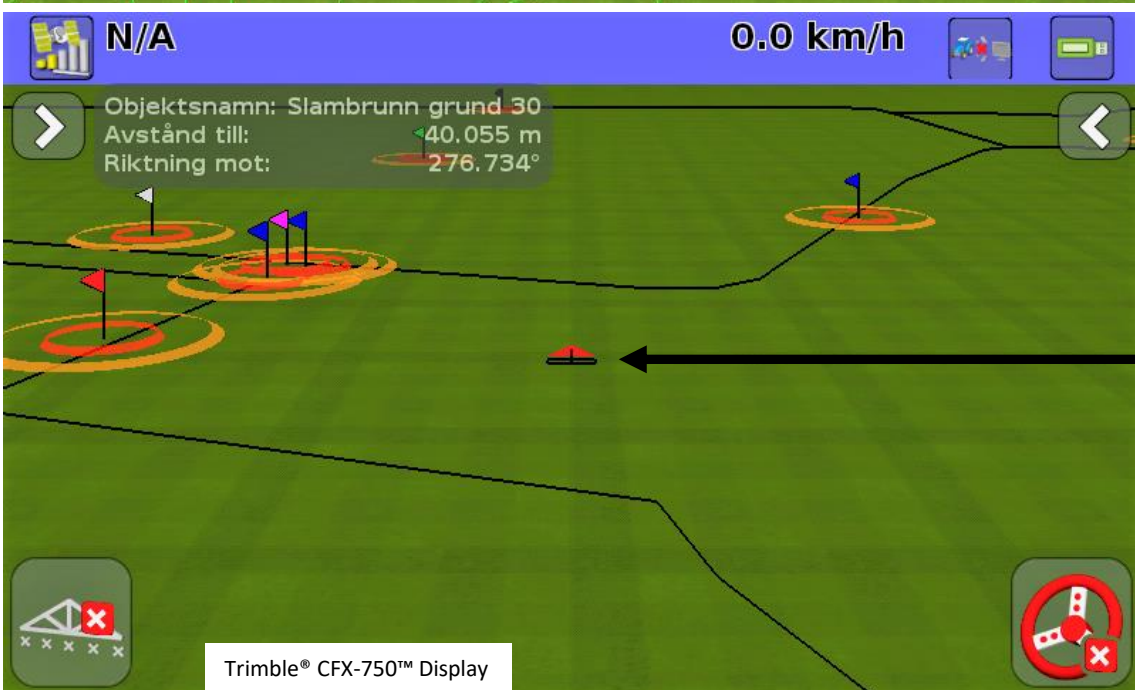 N/A
0.0 km/h
Objektsnamn: Slambrunn grund 30
Avstånd till: 40.055 m
Riktning mot: 276.734°
Trimble® CFX-750™ Display